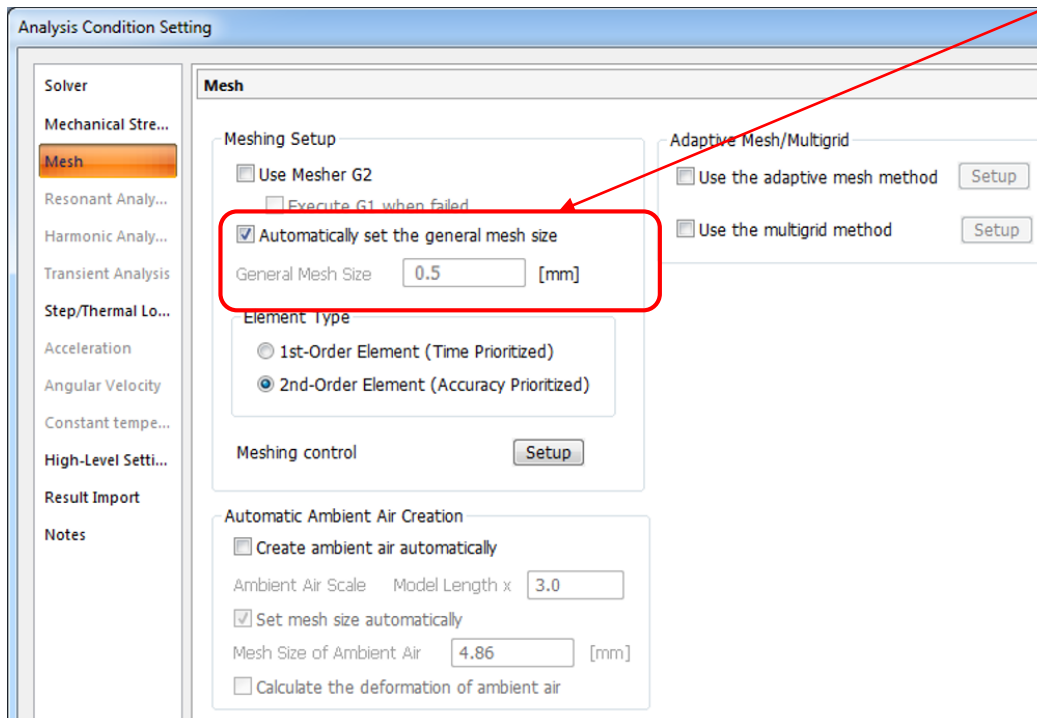 Analysis Condition Setting
Solver
Mechanical Stre...
Mesh
Resonant Analy...
Harmonic Analy...
Transient Analysis
Step/Thermal Lo...
Acceleration
Angular Velocity
Constant tempe...
High-Level Setti...
Result Import
Notes
Mesh
Meshing Setup
Use Mesher G2
Execute G1 when failed
Automatically set the general mesh size
General Mesh Size 0.5 [mm]
Element Type
1st-Order Element (Time Prioritized)
2nd-Order Element (Accuracy Prioritized)
Meshing control Setup
Adaptive Mesh/Multigrid
Use the adaptive mesh method Setup
Use the multigrid method Setup
Automatic Ambient Air Creation
Create ambient air automatically
Ambient Air Scale Model Length x 3.0
Set mesh size automatically
Mesh Size of Ambient Air 4.86 [mm]
Calculate the deformation of ambient air